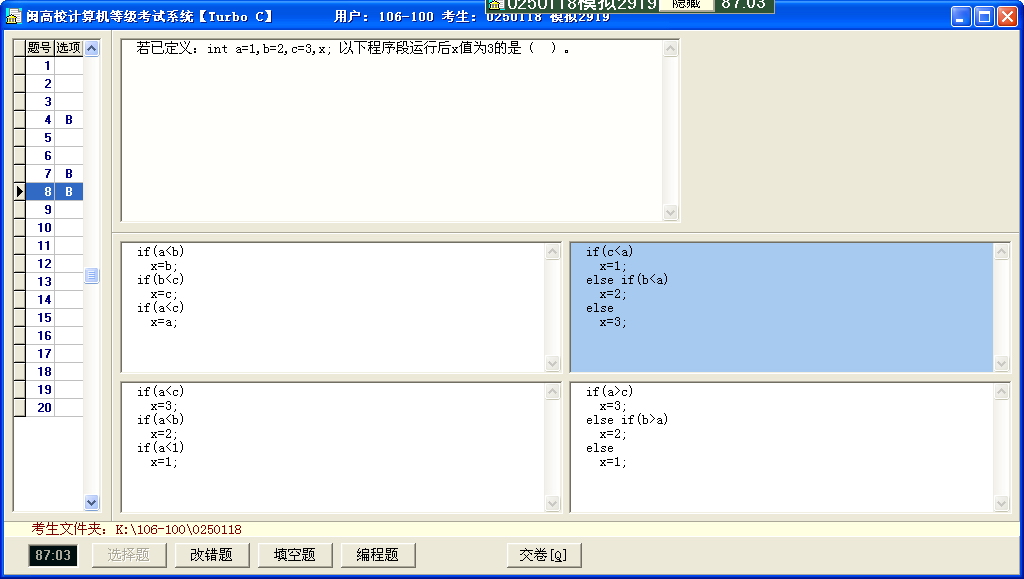 闽高校计算机等级考试系统【Turbo C】 用户: 106-100 考生: 0250118 模拟2919
0250118模拟2919 隐藏 87:03
题号 选项
1
2
3
4 B
5
6
7 B
8 B
9
10
11
12
13
14
15
16
17
18
19
20
若已定义: int a=1,b=2,c=3,x; 以下程序段运行后x值为3的是（ ）。
if(a<b)
x=b;
if(b<c)
x=c;
if(a<c)
x=a;
if(c<a)
x=1;
else if(b<a)
x=2;
else
x=3;
if(a<c)
x=3;
if(a<b)
x=2;
if(a<1)
x=1;
if(a>c)
x=3;
else if(b>a)
x=2;
else
x=1;
考生文件夹: K:\106-100\0250118
87:03 选择题 改错题 填空题 编程题 交卷[Q]